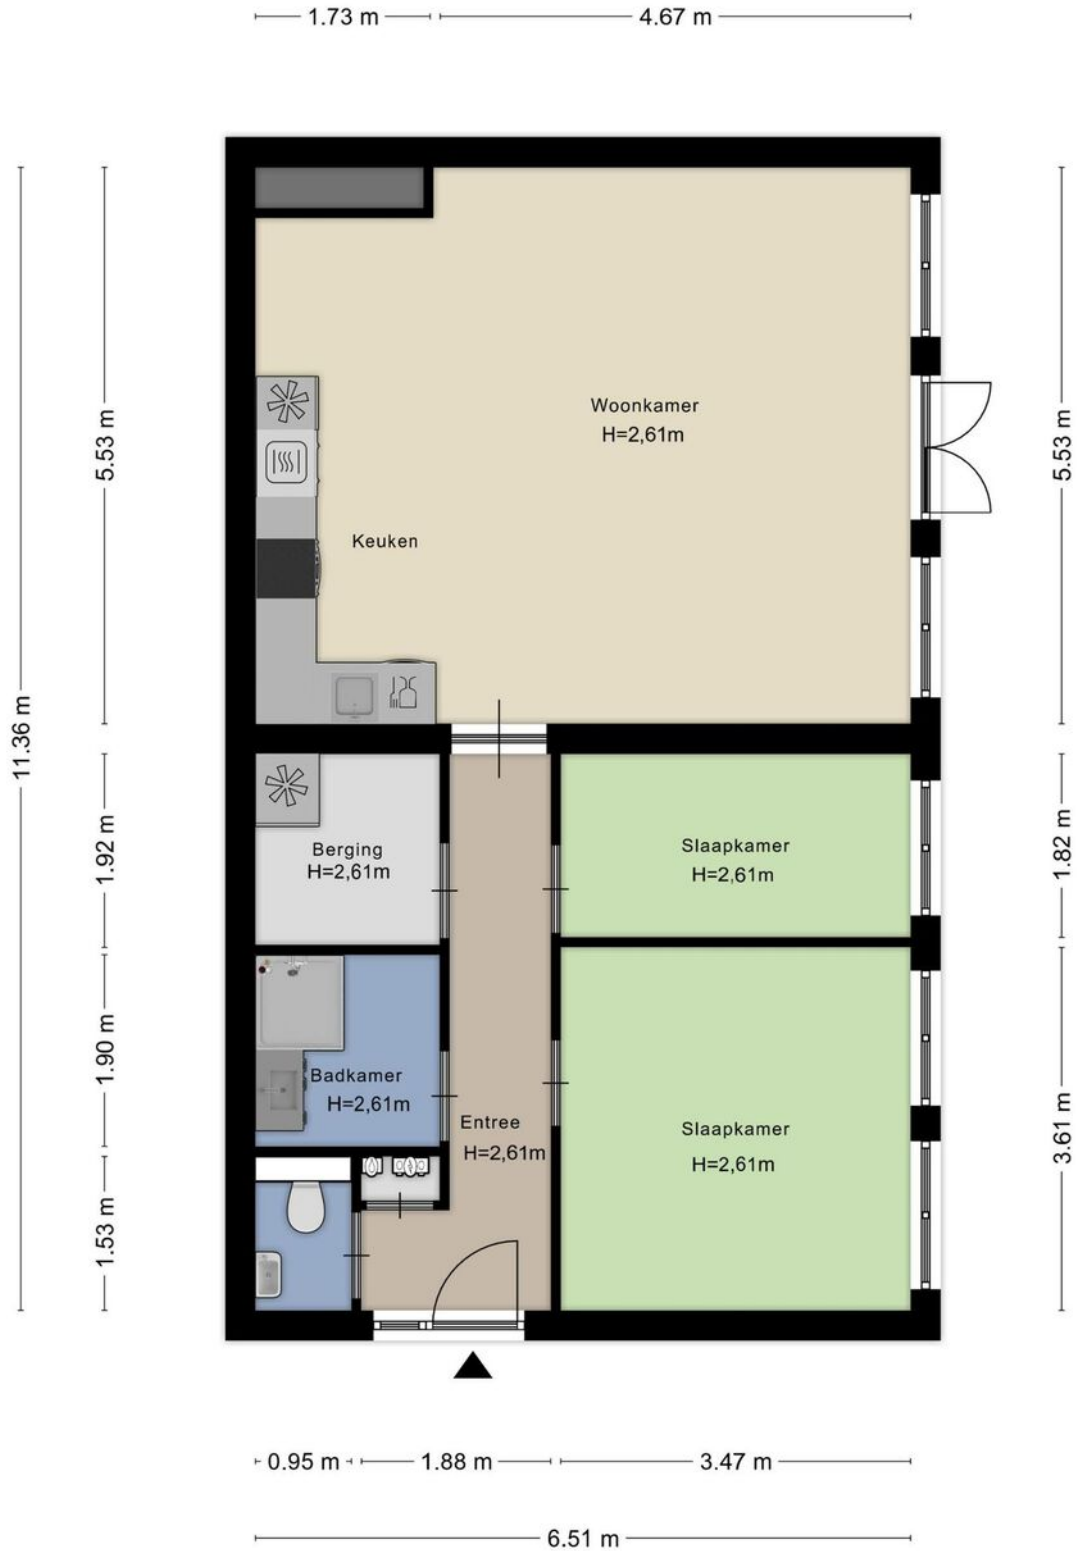 1.73 m
4.67 m
Woonkamer
H=2,61m
Keuken
5.53 m
5.53 m
11.36 m
Berging
H=2,61m
Slaapkamer
H=2,61m
1.92 m
1.82 m
Badkamer
H=2,61m
1.90 m
Entree
H=2,61m
Slaapkamer
H=2,61m
3.61 m
1.53 m
0.95 m
1.88 m
3.47 m
6.51 m